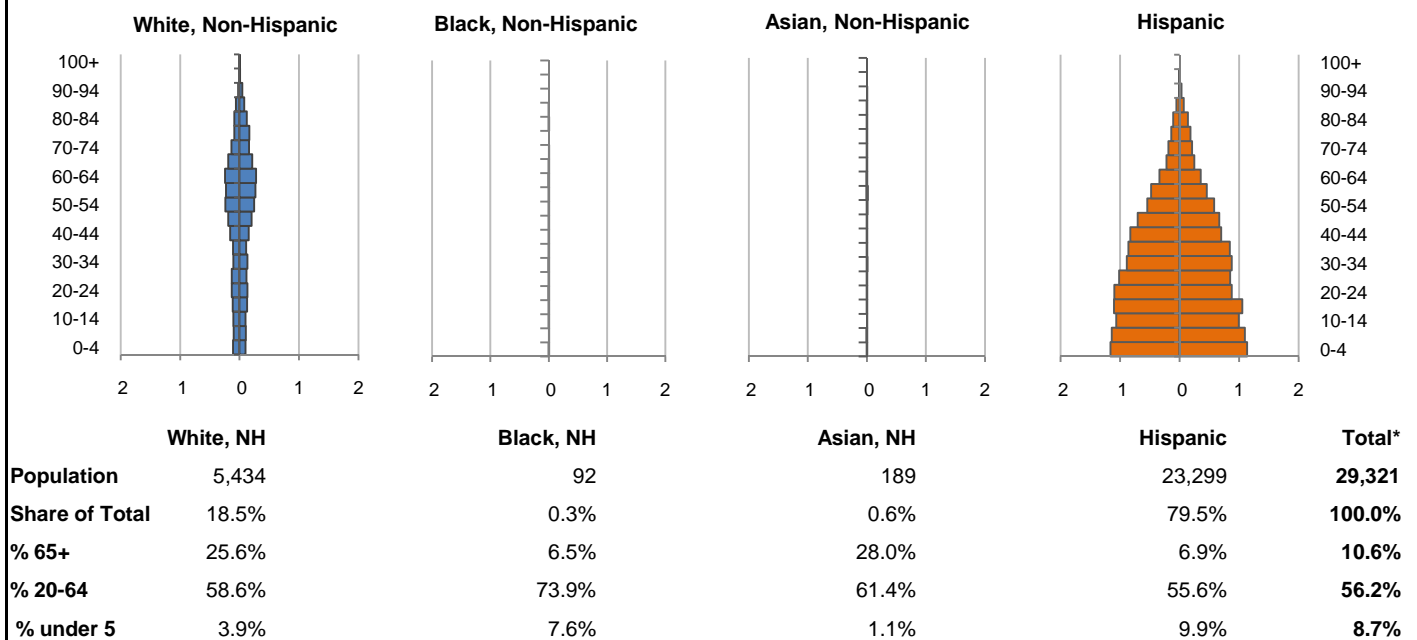 White, Non-Hispanic Black, Non-Hispanic Asian, Non-Hispanic Hispanic
100+ 100+
90-94 90-94
80-84 80-84
70-74 70-74
60-64 60-64
50-54 50-54
40-44 40-44
30-34 30-34
20-24 20-24
10-14 10-14
0-4 0-4
2 1 0 1 2 2 1 0 1 2 2 1 0 1 2 2 1 0 1 2
White, NH Black, NH Asian, NH Hispanic Total*
Population 5,434 92 189 23,299 29,321
Share of Total 18.5% 0.3% 0.6% 79.5% 100.0%
% 65+ 25.6% 6.5% 28.0% 6.9% 10.6%
% 20-64 58.6% 73.9% 61.4% 55.6% 56.2%
% under 5 3.9% 7.6% 1.1% 9.9% 8.7%